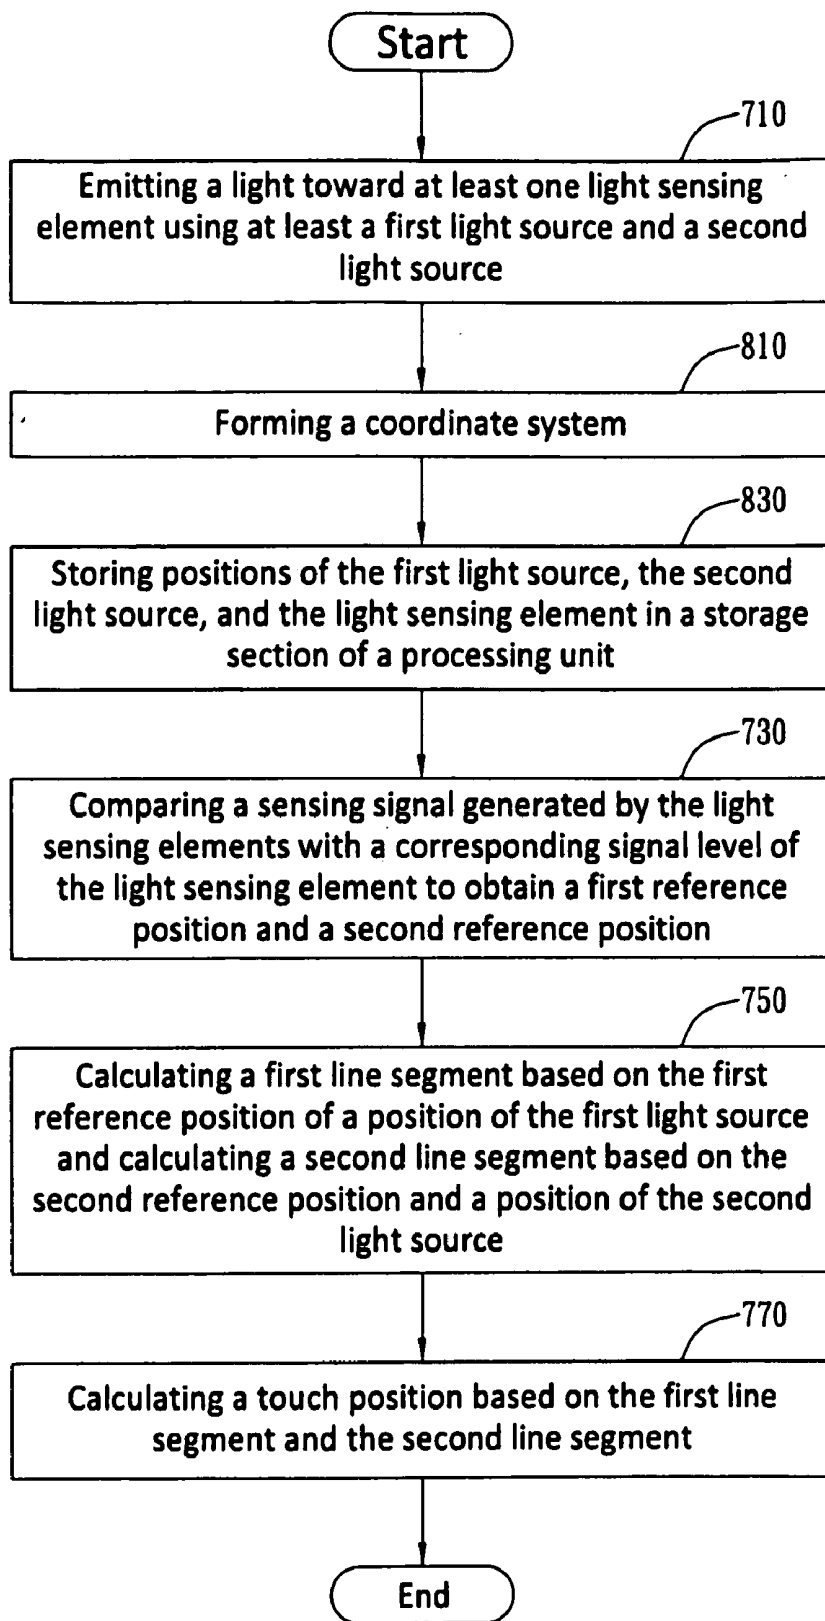 Start
710
Emitting a light toward at least one light sensing
element using at least a first light source and a second
light source
810
Forming a coordinate system
830
Storing positions of the first light source, the second
light source, and the light sensing element in a storage
section of a processing unit
730
Comparing a sensing signal generated by the light
sensing elements with a corresponding signal level of
the light sensing element to obtain a first reference
position and a second reference position
750
Calculating a first line segment based on the first
reference position of a position of the first light source
and calculating a second line segment based on the
second reference position and a position of the second
light source
770
Calculating a touch position based on the first line
segment and the second line segment
End